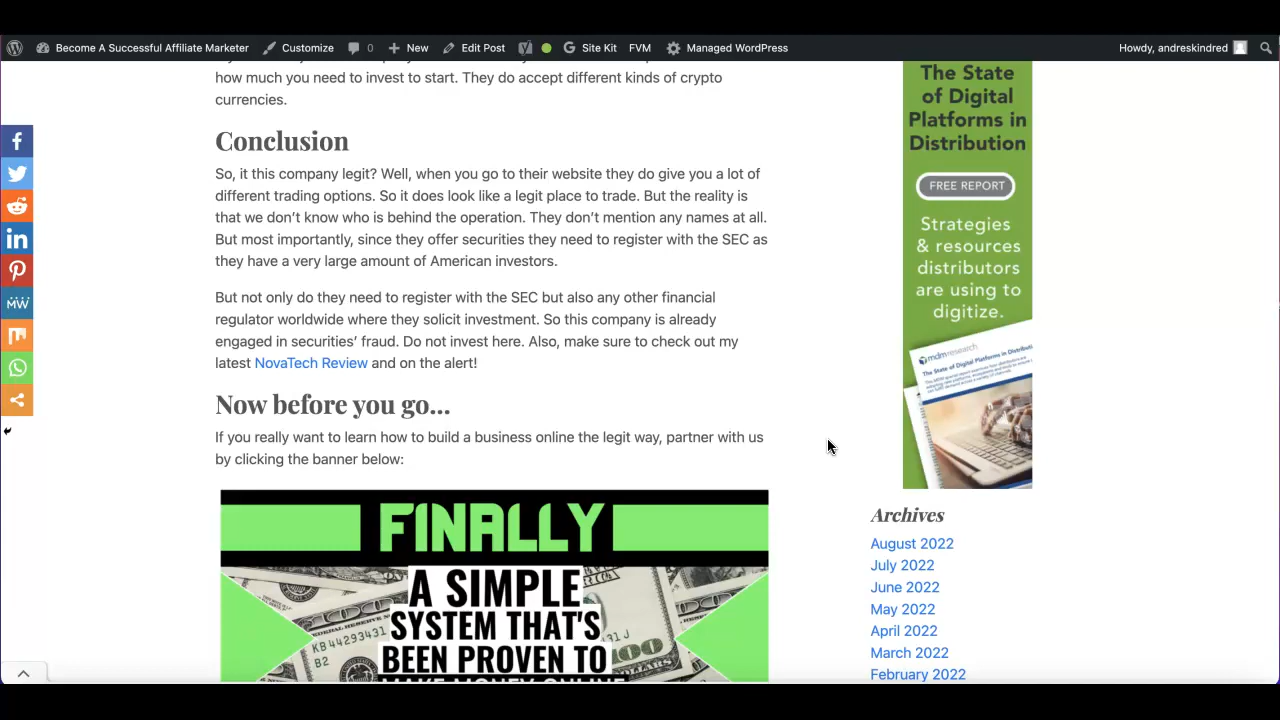 Become A Successful Affiliate Marketer
Customize
0
New
Edit Post
Site Kit
FVM
Managed WordPress
Howdy, andreskindred
how much you need to invest to start. They do accept different kinds of crypto
currencies.
Conclusion
So, it this company legit? Well, when you go to their website they do give you a lot of
different trading options. So it does look like a legit place to trade. But the reality is
that we don’t know who is behind the operation. They don’t mention any names at all.
But most importantly, since they offer securities they need to register with the SEC as
they have a very large amount of American investors.
But not only do they need to register with the SEC but also any other financial
regulator worldwide where they solicit investment. So this company is already
engaged in securities’ fraud. Do not invest here. Also, make sure to check out my
latest NovaTech Review and on the alert!
Now before you go…
If you really want to learn how to build a business online the legit way, partner with us
by clicking the banner below:
FINALLY
A SIMPLE
SYSTEM THAT'S
BEEN PROVEN TO
MAKE MONEY ONLINE
KB44293431
B2
The State
of Digital
Platforms in
Distribution
FREE REPORT
Strategies
& resources
distributors
are using to
digitize.
mdmresearch
The State of Digital Platforms in
Archives
August 2022
July 2022
June 2022
May 2022
April 2022
March 2022
February 2022
MW